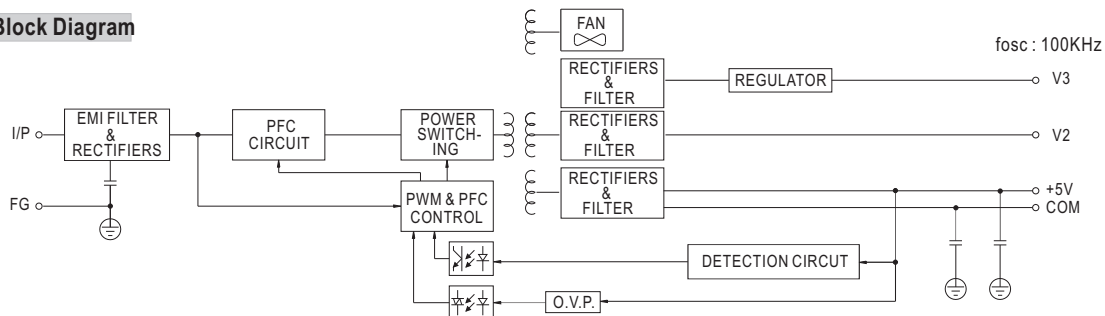 Block Diagram
FAN
fosc : 100KHz
RECTIFIERS
&
FILTER
REGULATOR
V3
I/P
EMI FILTER
&
RECTIFIERS
PFC
CIRCUIT
POWER
SWITCH-
ING
RECTIFIERS
&
FILTER
V2
RECTIFIERS
&
FILTER
+5V
COM
FG
PWM & PFC
CONTROL
DETECTION CIRCUT
O.V.P.